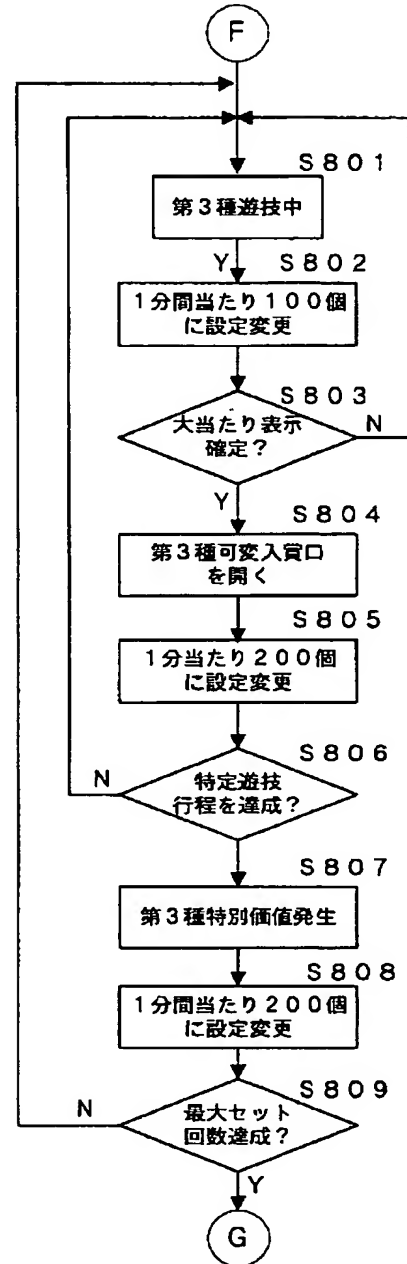 F
S801
第3種遊技中
Y
S802
1分間当たり100個
に設定変更
S803
大当たり表示
確定?
N
Y
S804
第3種可変入賞口
を開く
S805
1分当たり200個
に設定変更
S806
N
特定遊技
行程を達成?
S807
第3種特別価値発生
S808
1分間当たり200個
に設定変更
S809
N
最大セット
回数達成?
Y
G